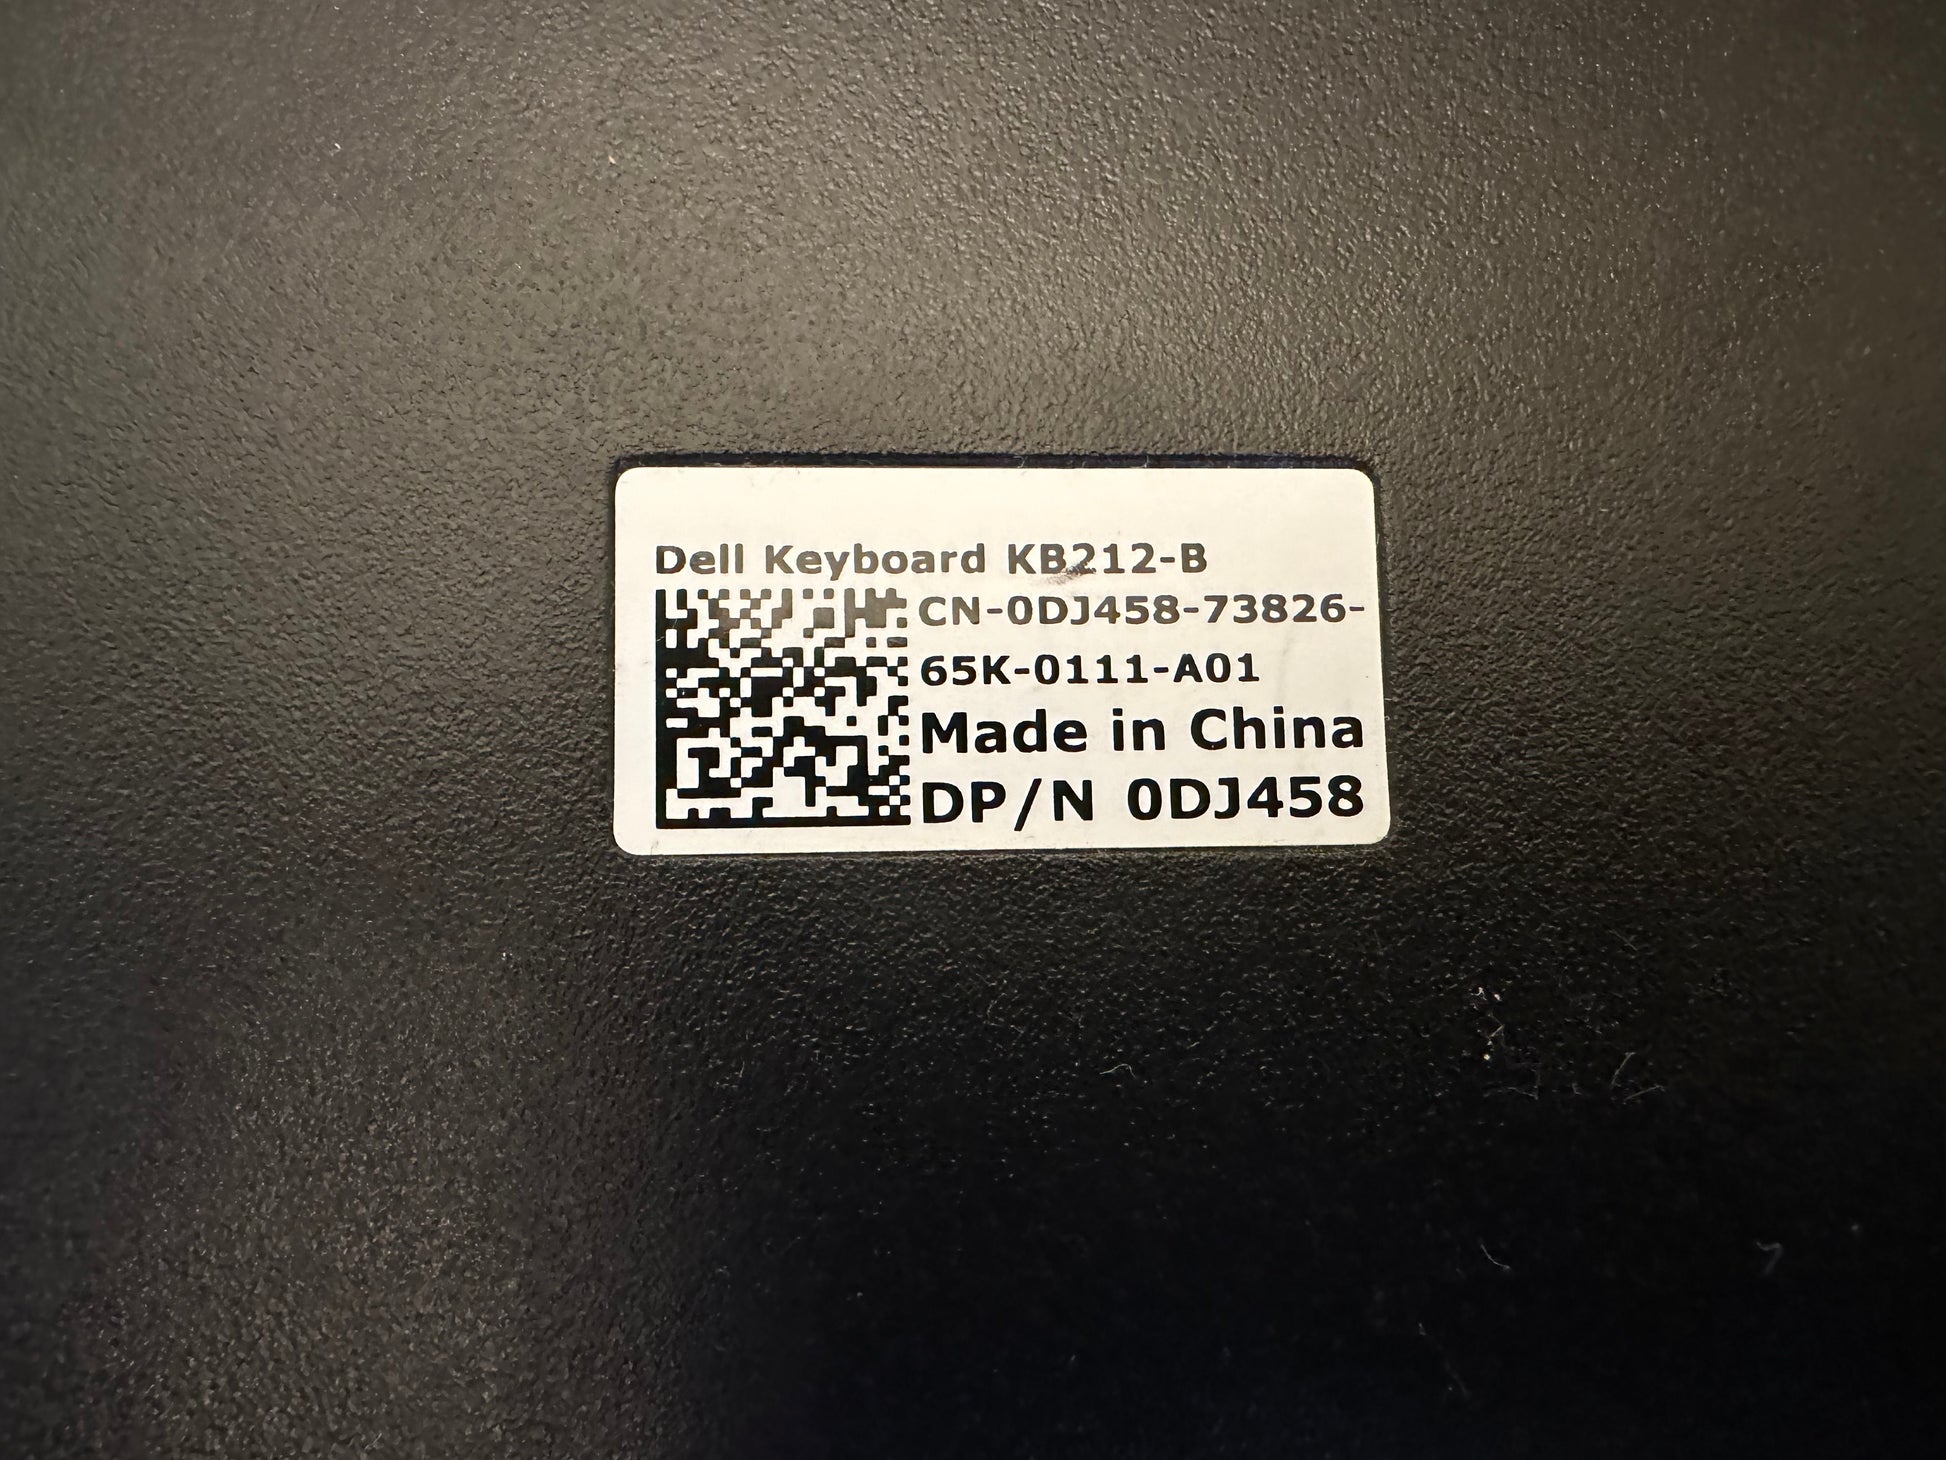 Dell Keyboard KB212-B
CN-0DJ458-73826-
65K-0111-A01
Made in China
DP/N 0DJ458